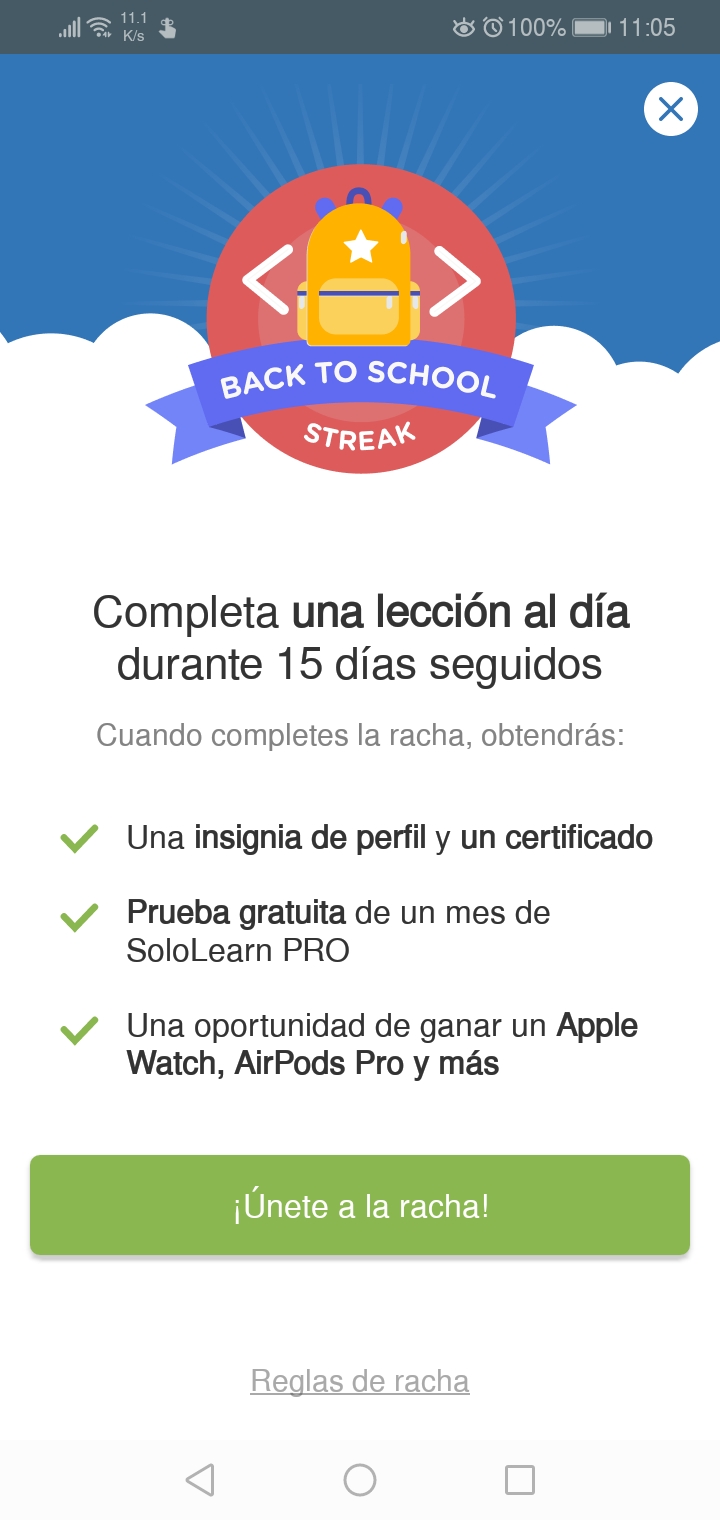 11.1
K/s
100%
11:05
BACK TO SCHOOL
STREAK
Completa una lección al día
durante 15 días seguidos
Cuando completes la racha, obtendrás:
Una insignia de perfil y un certificado
Prueba gratuita de un mes de
SoloLearn PRO
Una oportunidad de ganar un Apple
Watch, AirPods Pro y más
¡Únete a la racha!
Reglas de racha